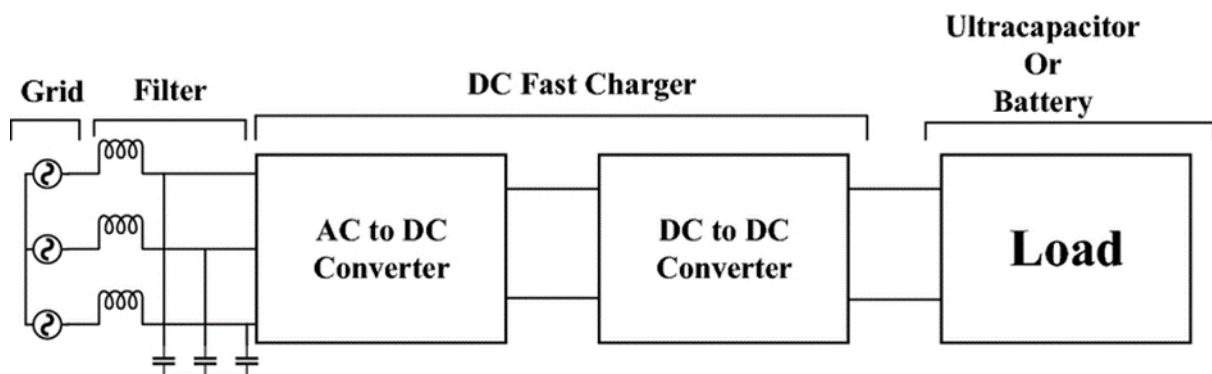 Grid
Filter
DC Fast Charger
Ultracapacitor
Or
Battery
AC to DC
Converter
DC to DC
Converter
Load